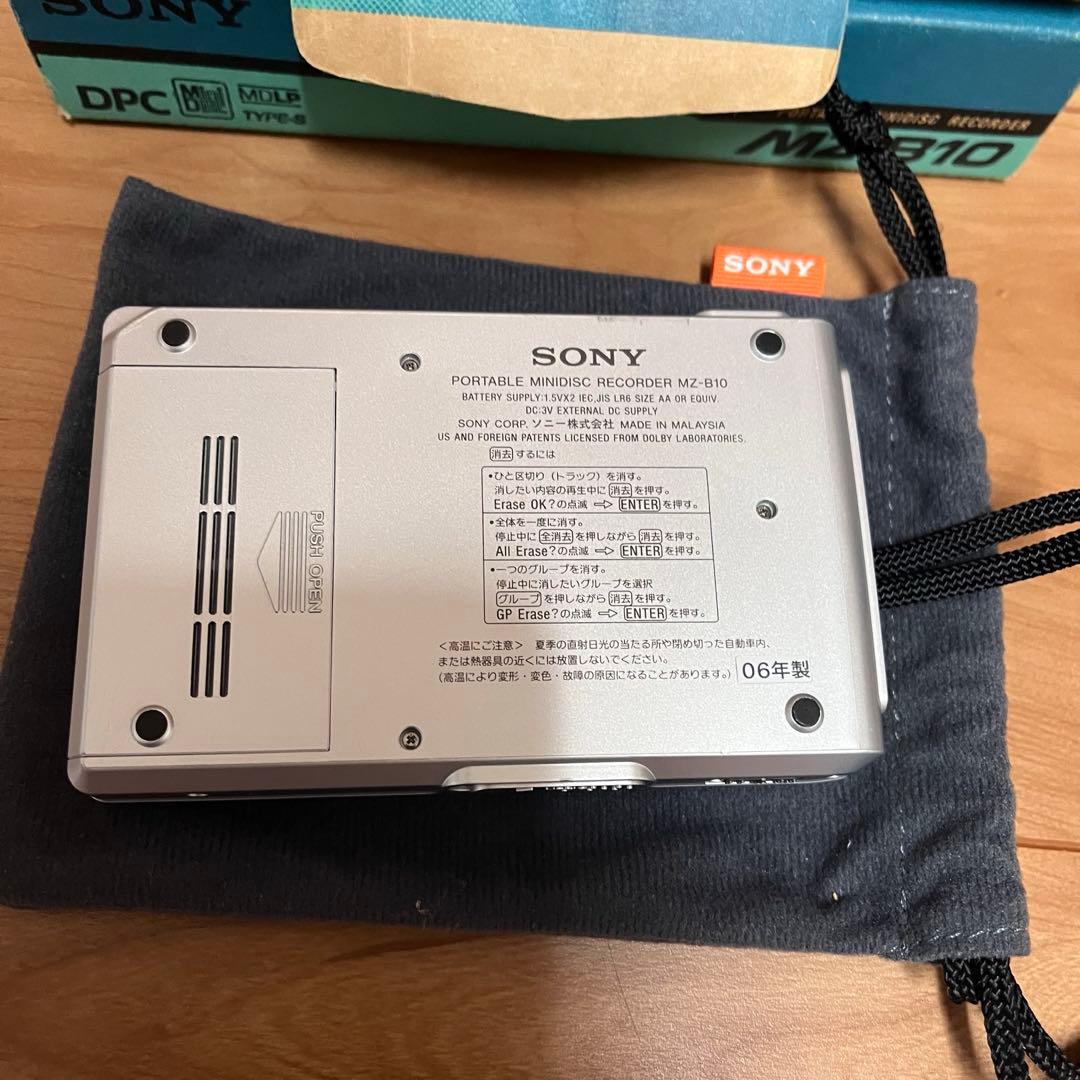 SONY
DPC
MDLP
TYPE-S
PORTABLE MINIDISC RECORDER
MZ-B10
SONY
SONY
PORTABLE MINIDISC RECORDER MZ-B10
BATTERY SUPPLY:1.5VX2 IEC,JIS LR6 SIZE AA OR EQUIV.
DC:3V EXTERNAL DC SUPPLY
SONY CORP. ソニー株式会社 MADE IN MALAYSIA
US AND FOREIGN PATENTS LICENSED FROM DOLBY LABORATORIES.
消去するには
•ひと区切り（トラック）を消す。
消したい内容の再生中に消去を押す。
Erase OK?の点滅 ⇨ ENTERを押す。
•全体を一度に消す。
停止中に全消去を押しながら消去を押す。
All Erase?の点滅 ⇨ ENTERを押す。
•一つのグループを消す。
停止中に消したいグループを選択
グループを押しながら消去を押す。
GP Erase?の点滅 ⇨ ENTERを押す。
＜高温にご注意＞ 夏季の直射日光の当たる所や閉め切った自動車内、
または熱器具の近くには放置しないでください。
(高温により変形・変色・故障の原因になることがあります。)
06年製
PUSH OPEN